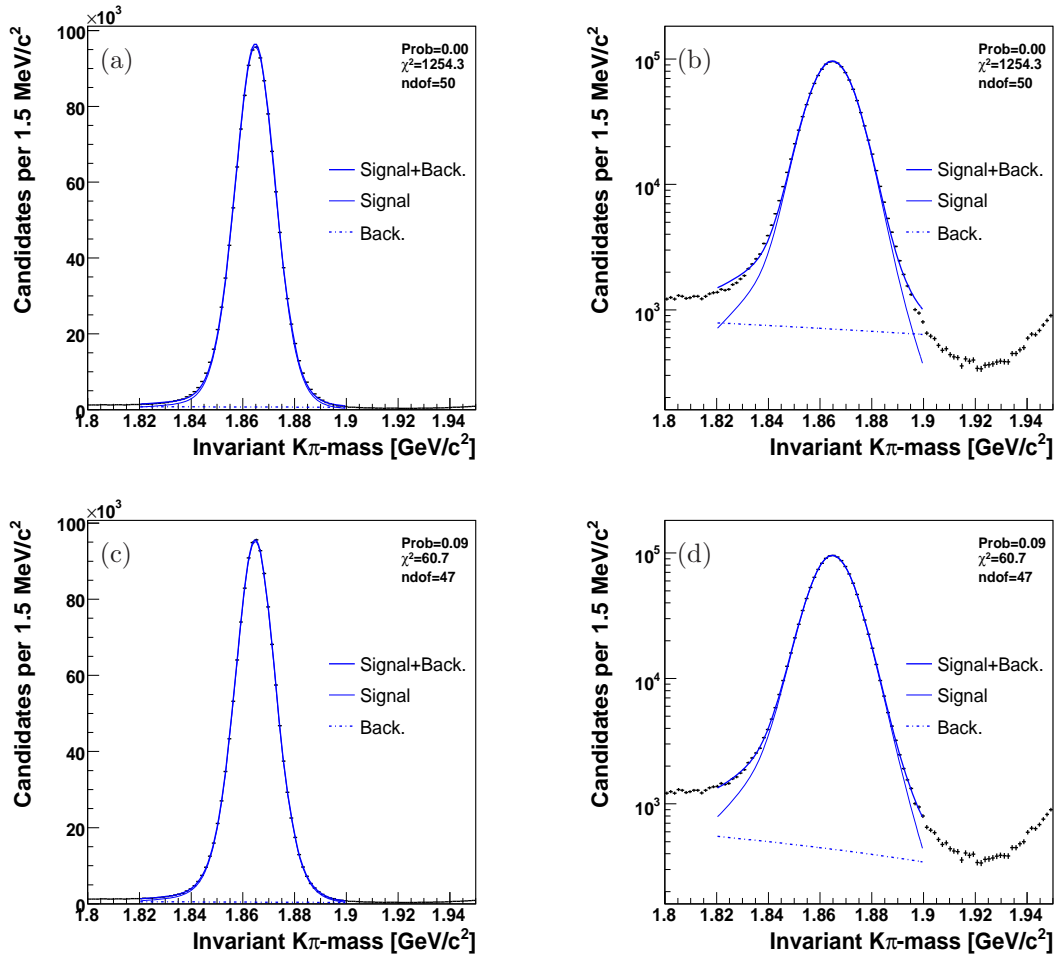 ×10³
(a)
Prob=0.00
χ²=1254.3
ndof=50
Signal+Back.
Signal
Back.
Candidates per 1.5 MeV/c²
100
80
60
40
20
0
1.8 1.82 1.84 1.86 1.88 1.9 1.92 1.94
Invariant Kπ-mass [GeV/c²]
(b)
Prob=0.00
χ²=1254.3
ndof=50
Signal+Back.
Signal
Back.
Candidates per 1.5 MeV/c²
10⁵
10⁴
10³
1.8 1.82 1.84 1.86 1.88 1.9 1.92 1.94
Invariant Kπ-mass [GeV/c²]
×10³
(c)
Prob=0.09
χ²=60.7
ndof=47
Signal+Back.
Signal
Back.
Candidates per 1.5 MeV/c²
100
80
60
40
20
0
1.8 1.82 1.84 1.86 1.88 1.9 1.92 1.94
Invariant Kπ-mass [GeV/c²]
(d)
Prob=0.09
χ²=60.7
ndof=47
Signal+Back.
Signal
Back.
Candidates per 1.5 MeV/c²
10⁵
10⁴
10³
1.8 1.82 1.84 1.86 1.88 1.9 1.92 1.94
Invariant Kπ-mass [GeV/c²]